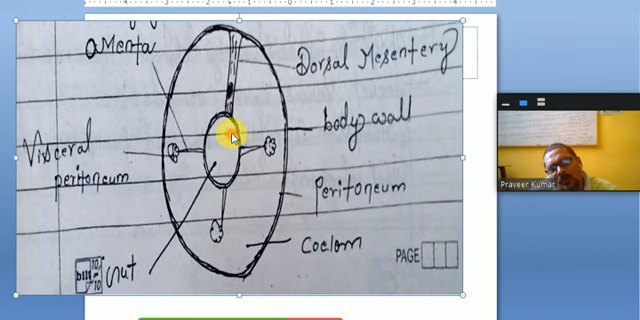 Omenta
Dorsal Mesentery
body wall
Visceral
peritoneum
Peritoneum
Coelom
Gut
PAGE
Praveer Kumar